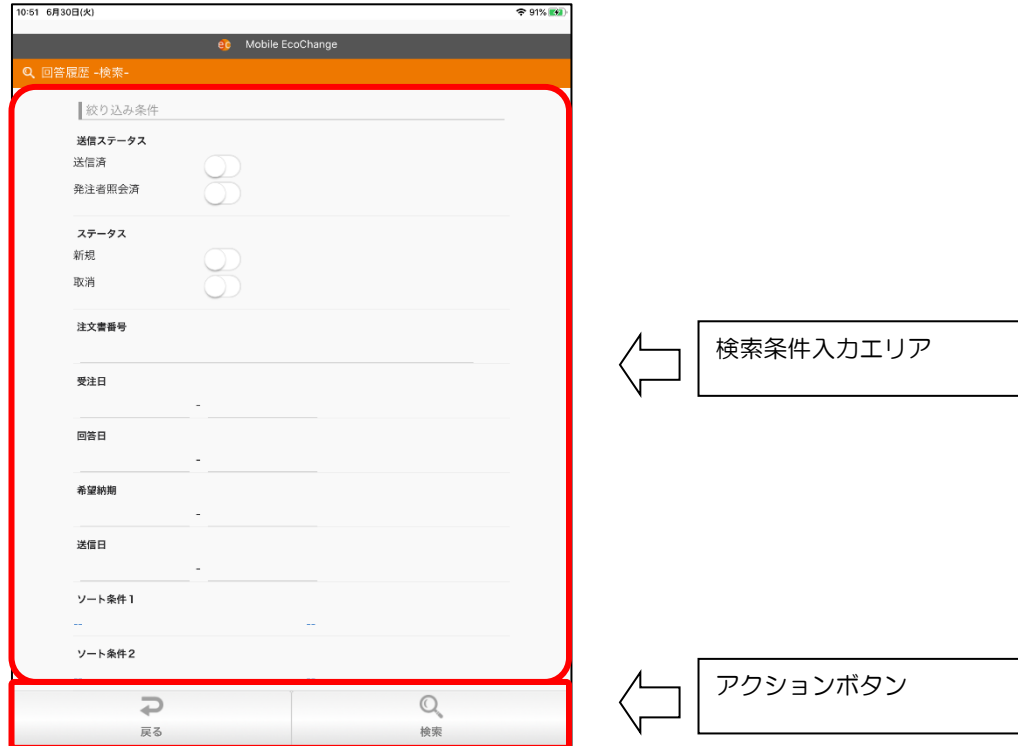 10:51 6月30日(火) 91%
ec Mobile EcoChange
回答履歴 -検索-
絞り込み条件
送信ステータス
送信済
発注者照会済
ステータス
新規
取消
注文書番号
受注日
-
回答日
-
希望納期
-
送信日
-
ソート条件1
-- --
ソート条件2
-- --
戻る 検索
検索条件入力エリア
アクションボタン